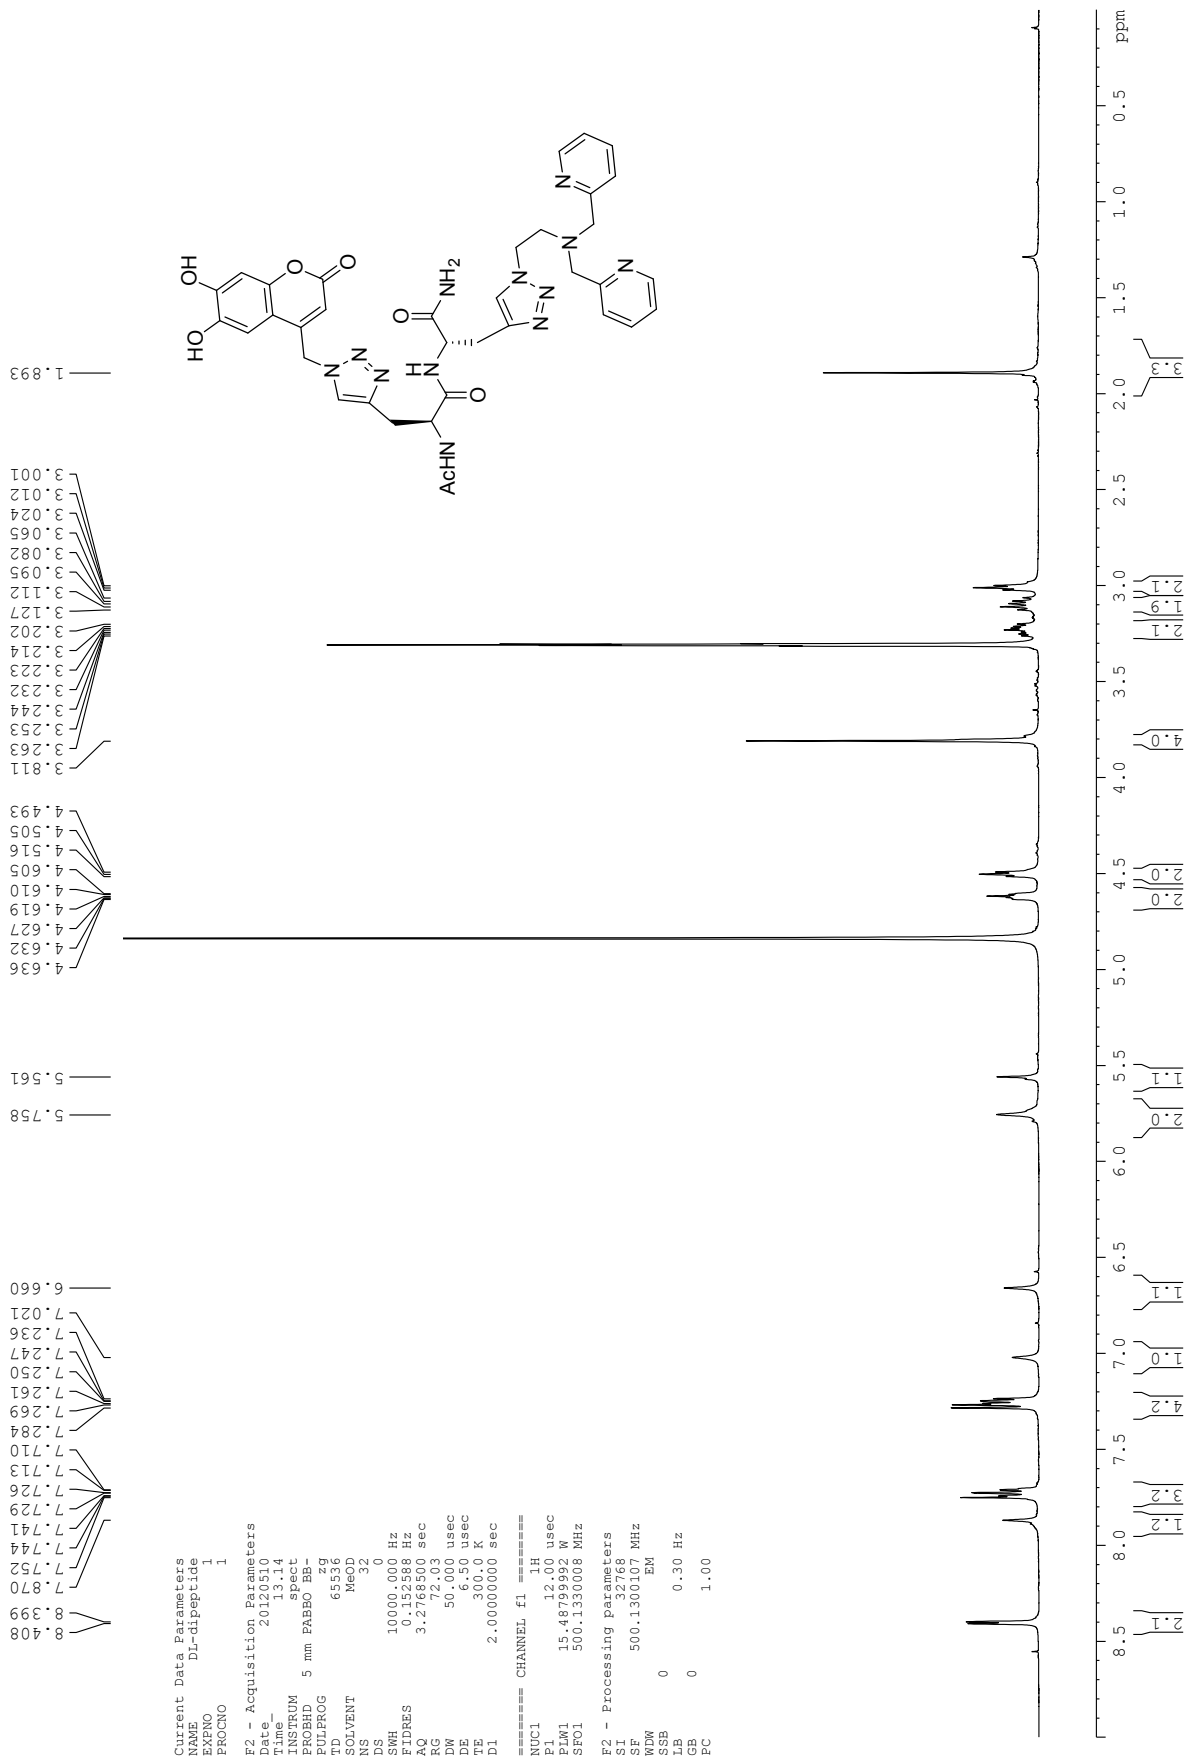 8.408
8.399
7.870
7.752
7.744
7.741
7.729
7.726
7.713
7.710
7.284
7.269
7.261
7.250
7.247
7.236
7.021
6.660
5.758
5.561
4.636
4.632
4.627
4.619
4.610
4.605
4.516
4.505
4.493
3.811
3.263
3.253
3.244
3.232
3.223
3.214
3.202
3.127
3.112
3.095
3.082
3.065
3.024
3.012
3.001
1.893
Current Data Parameters
NAME DL-dipeptide
EXPNO 1
PROCNO 1
F2 - Acquisition Parameters
Date_ 20120510
Time 13.14
INSTRUM spect
PROBHD 5 mm PABBO BB-
PULPROG zg
TD 65536
SOLVENT MeOD
NS 32
DS 0
SWH 10000.000 Hz
FIDRES 0.152588 Hz
AQ 3.2768500 sec
RG 72.03
DW 50.000 usec
DE 6.50 usec
TE 300.0 K
D1 2.00000000 sec
======== CHANNEL f1 ========
NUC1 1H
P1 12.00 usec
PLW1 15.48799992 W
SFO1 500.1330008 MHz
F2 - Processing parameters
SI 32768
SF 500.1300107 MHz
WDW EM
SSB 0
LB 0.30 Hz
GB 0
PC 1.00
HO
OH
O
O
N
N
N
AcHN
O
H
N
O
NH2
N
N
N
N
N
N
8.5
8.0
7.5
7.0
6.5
6.0
5.5
5.0
4.5
4.0
3.5
3.0
2.5
2.0
1.5
1.0
0.5
ppm
2.1
1.2
3.2
4.2
1.0
1.1
2.0
1.1
2.0
2.0
4.0
2.1
1.9
2.1
3.3